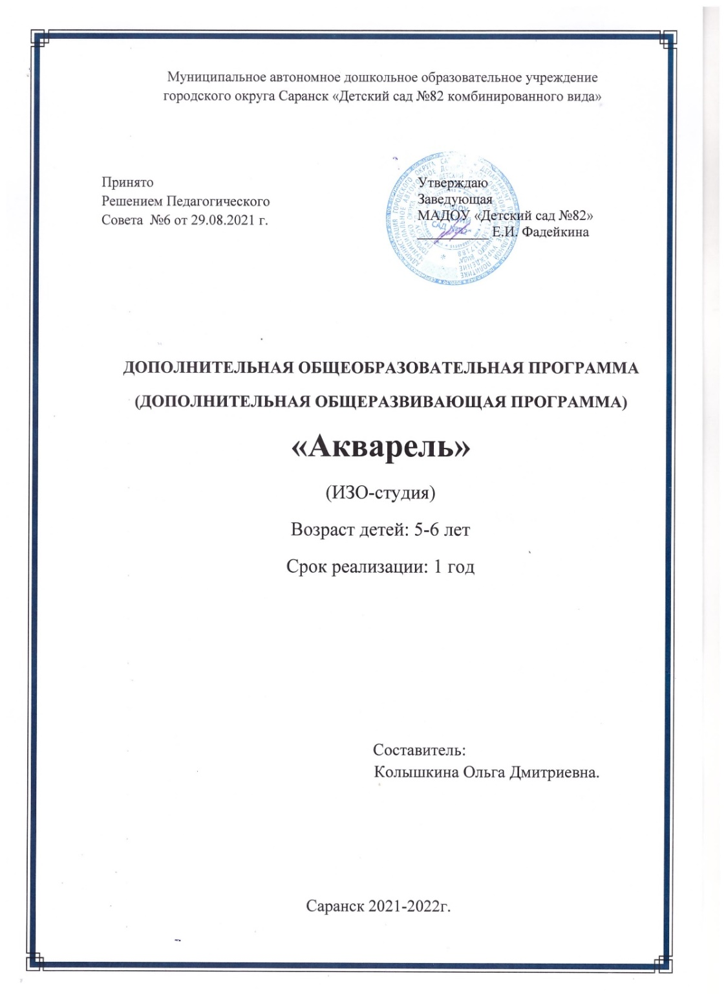 Муниципальное автономное дошкольное образовательное учреждение
городского округа Саранск «Детский сад №82 комбинированного вида»
Принято
Решением Педагогического
Совета №6 от 29.08.2021 г.
Утверждаю
Заведующая
МАДОУ «Детский сад №82»
__________ Е.И. Фадейкина
ДОПОЛНИТЕЛЬНАЯ ОБЩЕОБРАЗОВАТЕЛЬНАЯ ПРОГРАММА
(ДОПОЛНИТЕЛЬНАЯ ОБЩЕРАЗВИВАЮЩАЯ ПРОГРАММА)
«Акварель»
(ИЗО-студия)
Возраст детей: 5-6 лет
Срок реализации: 1 год
Составитель:
Колышкина Ольга Дмитриевна.
Саранск 2021-2022г.